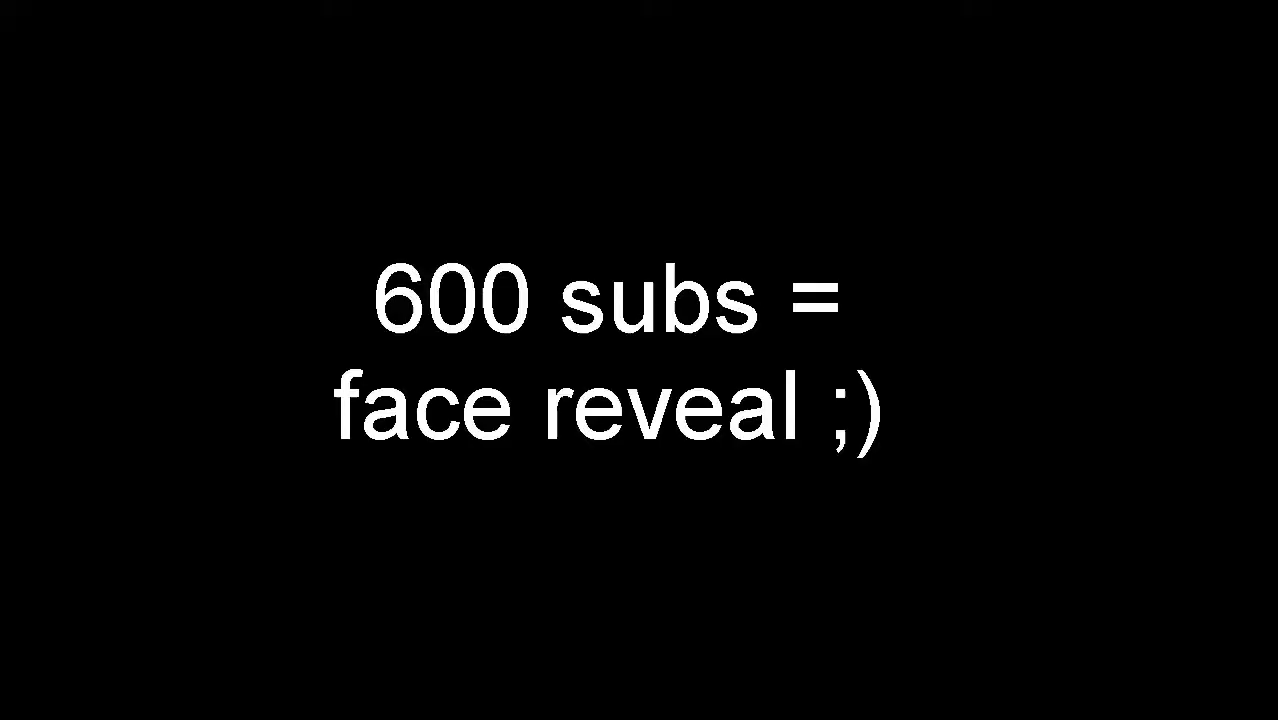 600 subs =
face reveal ;)